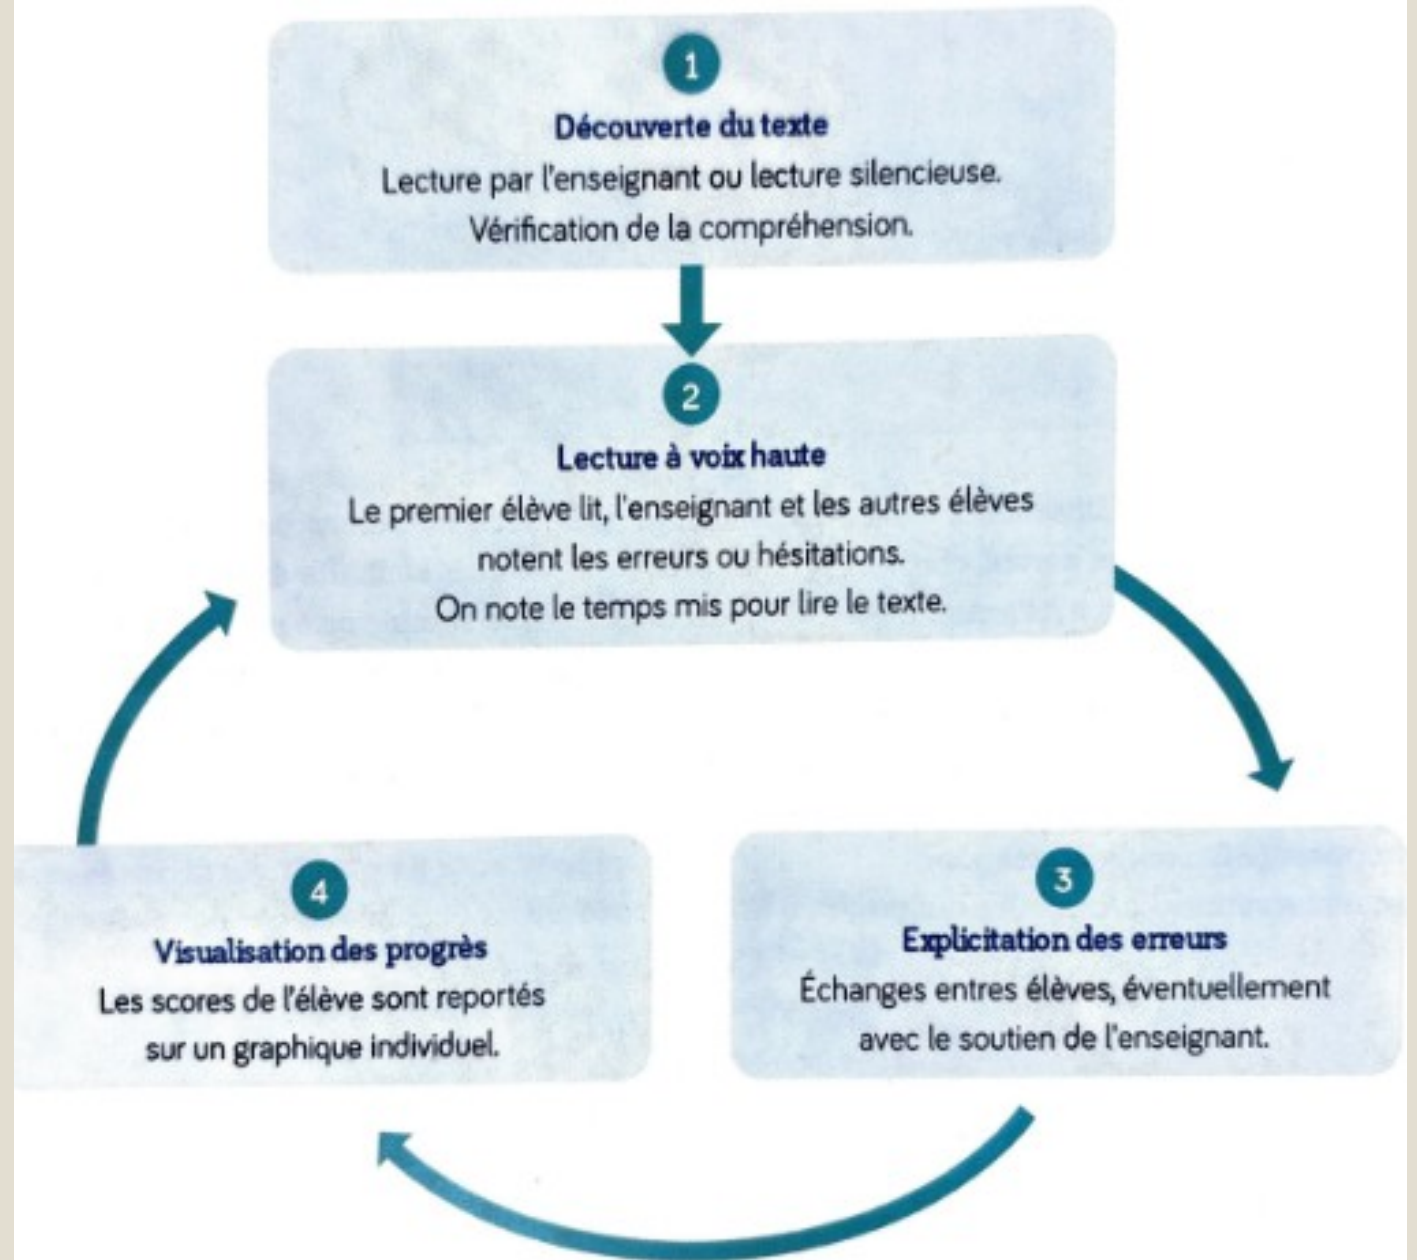 1
Découverte du texte
Lecture par l'enseignant ou lecture silencieuse.
Vérification de la compréhension.
2
Lecture à voix haute
Le premier élève lit, l'enseignant et les autres élèves
notent les erreurs ou hésitations.
On note le temps mis pour lire le texte.
3
Explicitation des erreurs
Échanges entres élèves, éventuellement
avec le soutien de l'enseignant.
4
Visualisation des progrès
Les scores de l'élève sont reportés
sur un graphique individuel.